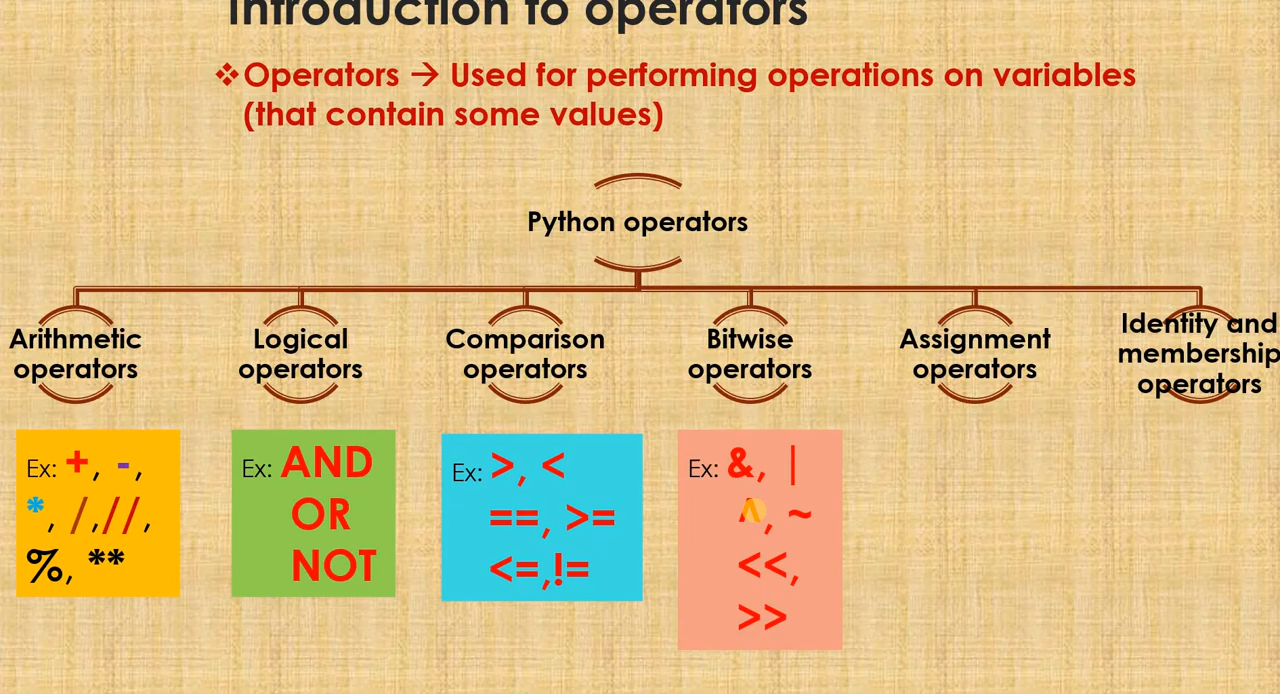 Introduction to operators
❖Operators → Used for performing operations on variables
(that contain some values)
Python operators
Arithmetic
operators
Logical
operators
Comparison
operators
Bitwise
operators
Assignment
operators
Identity and
membership
operators
Ex: +, -,
*, /,//,
%, **
Ex: AND
OR
NOT
Ex: >, <
==, >=
<=,!=
Ex: &, |
^, ~
<<,
>>